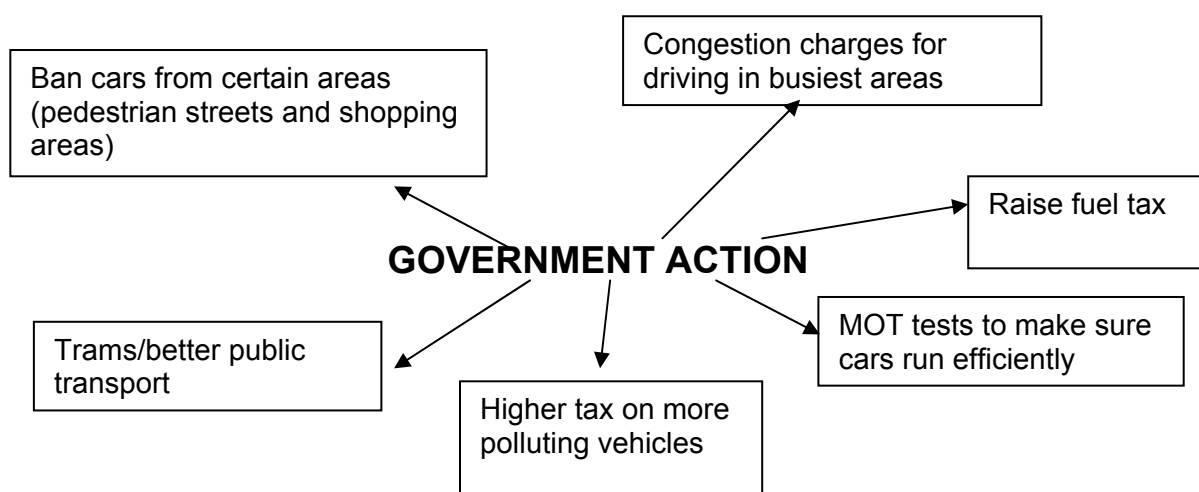 Congestion charges for
driving in busiest areas
Ban cars from certain areas
(pedestrian streets and shopping
areas)
Raise fuel tax
GOVERNMENT ACTION
MOT tests to make sure
cars run efficiently
Trams/better public
transport
Higher tax on more
polluting vehicles